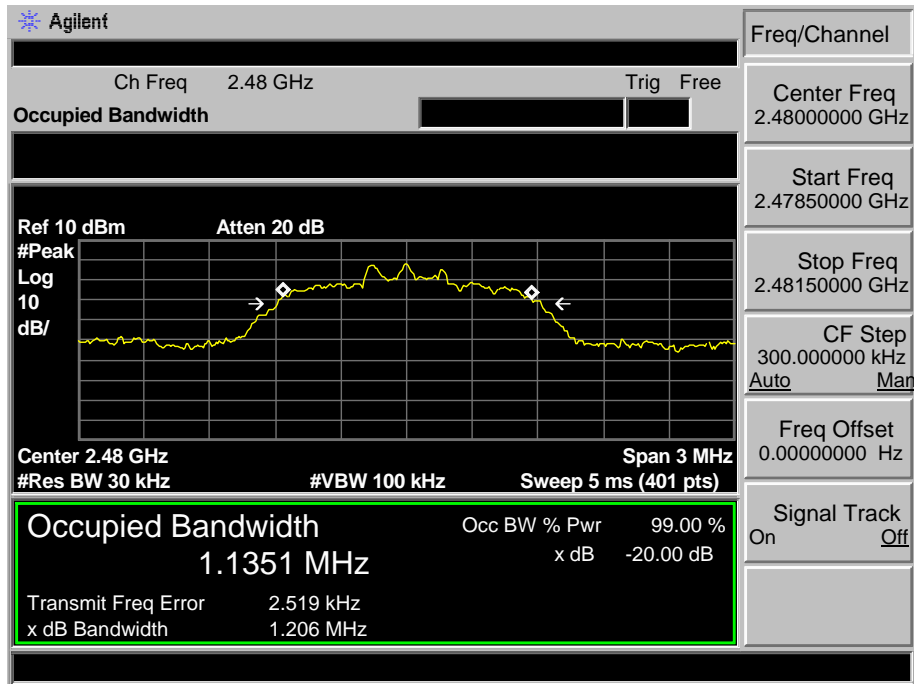 Agilent
Freq/Channel
Ch Freq 2.48 GHz Trig Free
Occupied Bandwidth
Center Freq
2.48000000 GHz
Start Freq
2.47850000 GHz
Stop Freq
2.48150000 GHz
CF Step
300.000000 kHz
Auto Man
Freq Offset
0.00000000 Hz
Signal Track
On Off
Ref 10 dBm Atten 20 dB
#Peak
Log
10
dB/
Center 2.48 GHz Span 3 MHz
#Res BW 30 kHz #VBW 100 kHz Sweep 5 ms (401 pts)
Occupied Bandwidth Occ BW % Pwr 99.00 %
1.1351 MHz x dB -20.00 dB
Transmit Freq Error 2.519 kHz
x dB Bandwidth 1.206 MHz